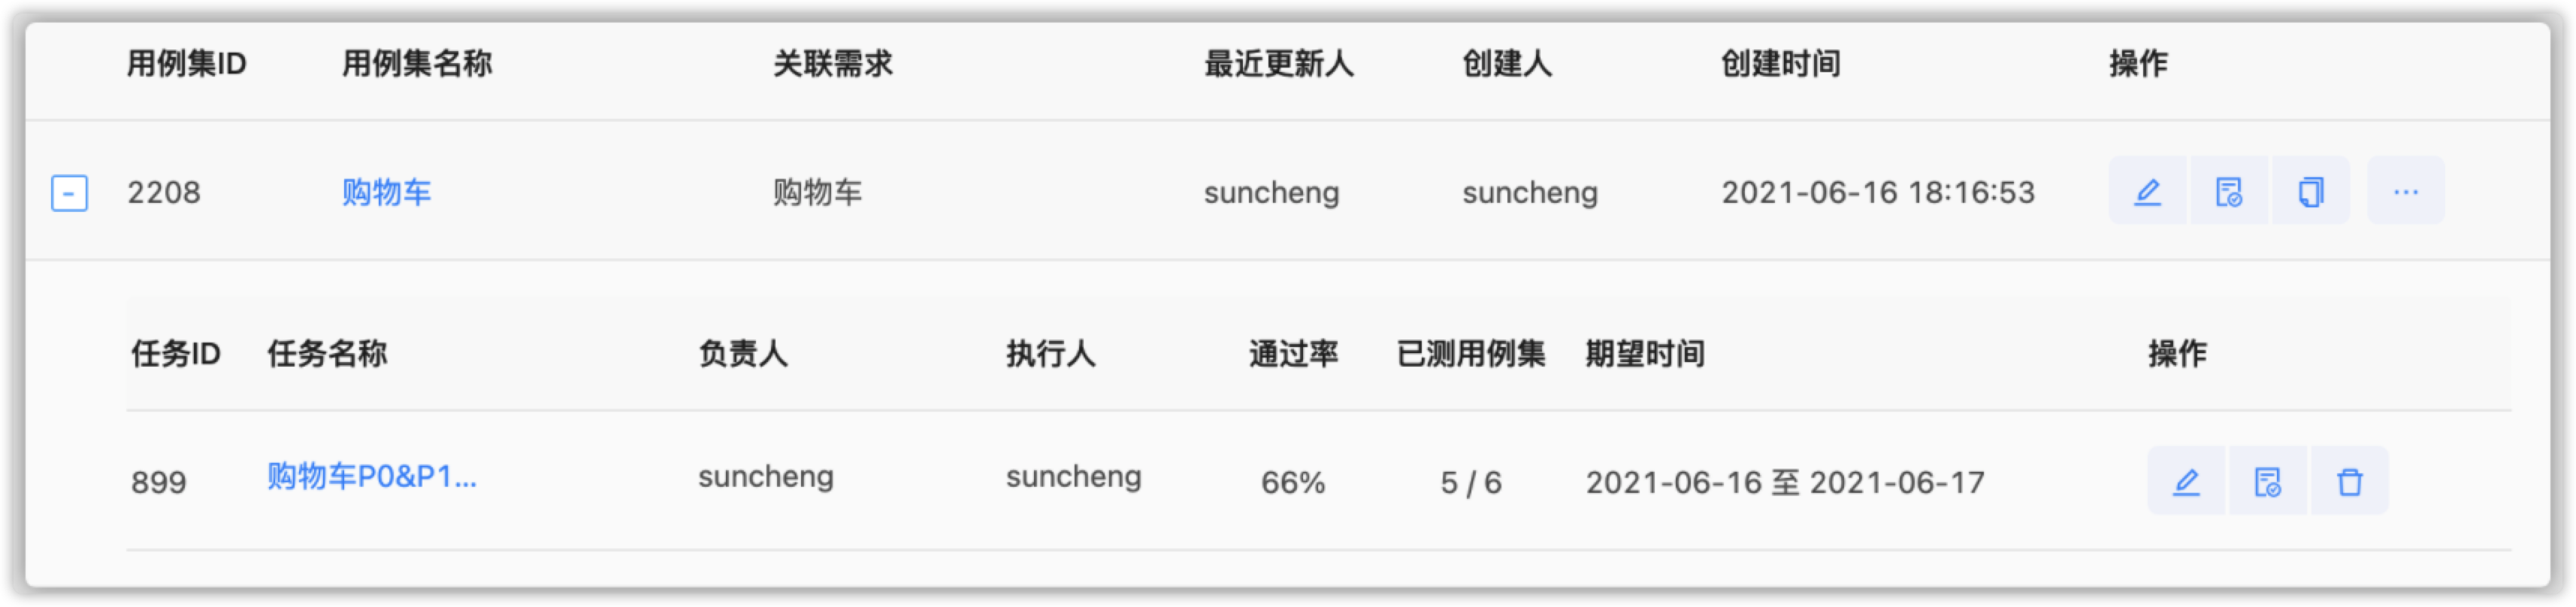 用例集ID 用例集名称 关联需求 最近更新人 创建人 创建时间 操作
2208 购物车 购物车 suncheng suncheng 2021-06-16 18:16:53
任务ID 任务名称 负责人 执行人 通过率 已测用例集 期望时间 操作
899 购物车P0&P1... suncheng suncheng 66% 5 / 6 2021-06-16 至 2021-06-17